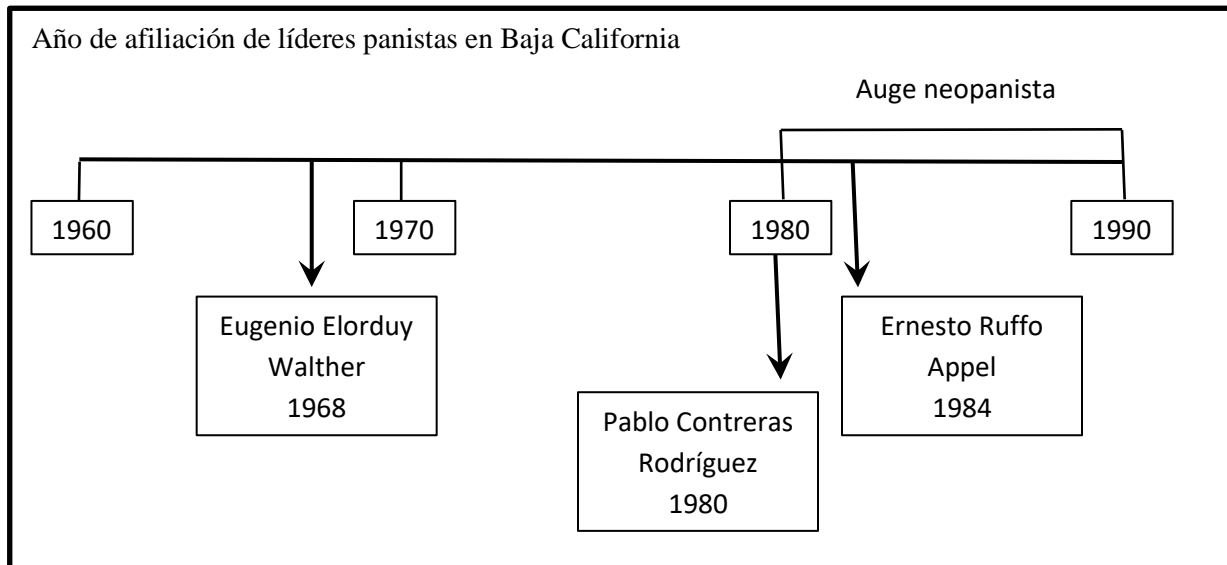 Año de afiliación de líderes panistas en Baja California
Auge neopanista
1960
1970
1980
1990
Eugenio Elorduy
Walther
1968
Pablo Contreras
Rodríguez
1980
Ernesto Ruffo
Appel
1984